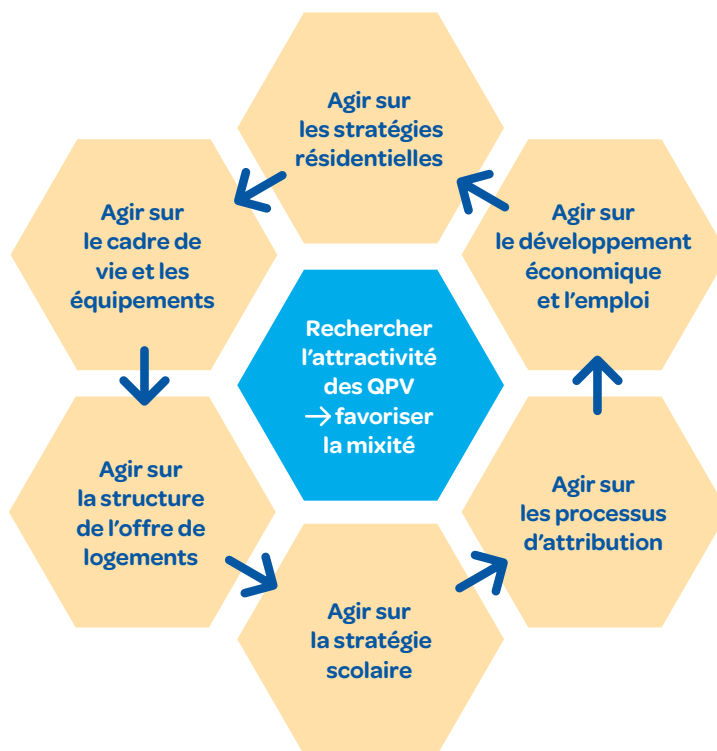 Agir sur
les stratégies
résidentielles
Agir sur
le cadre de
vie et les
équipements
Agir sur
le développement
économique
et l'emploi
Rechercher
l'attractivité
des QPV
→ favoriser
la mixité
Agir sur
la structure
de l'offre de
logements
Agir sur
les processus
d'attribution
Agir sur
la stratégie
scolaire